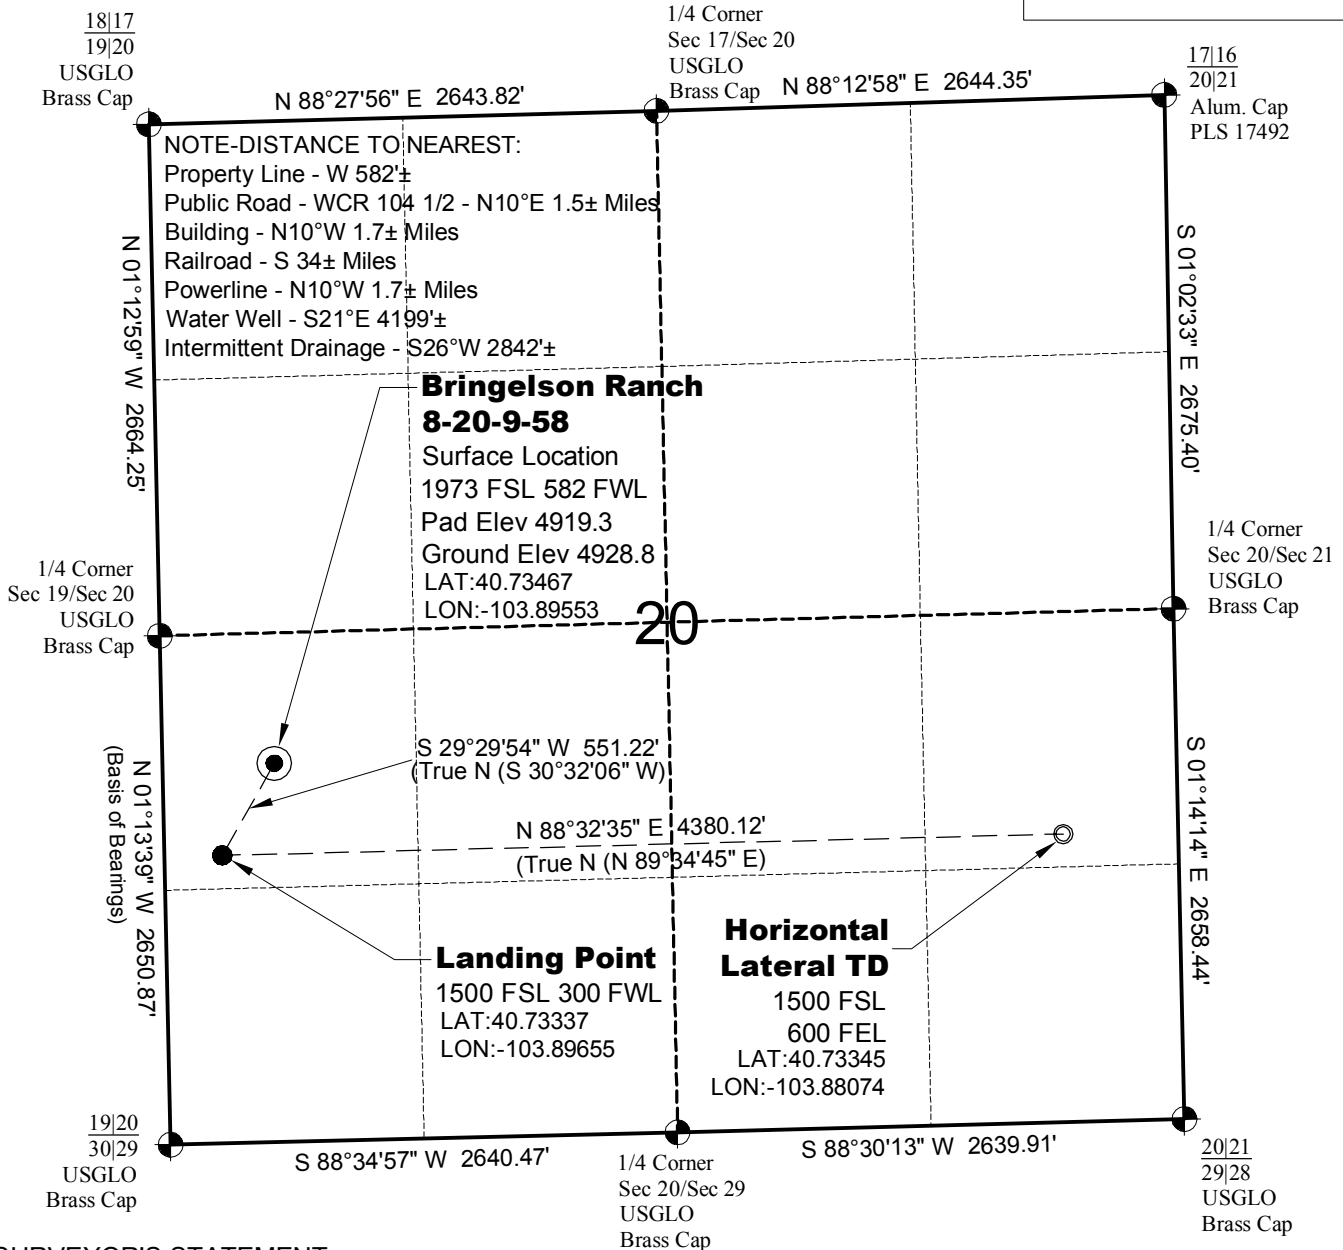 18|17
19|20
USGLO
Brass Cap
1/4 Corner
Sec 17/Sec 20
USGLO
Brass Cap
17|16
20|21
Alum. Cap
PLS 17492
N 88°27'56" E 2643.82'
N 88°12'58" E 2644.35'
NOTE-DISTANCE TO NEAREST:
Property Line - W 582'±
Public Road - WCR 104 1/2 - N10°E 1.5± Miles
Building - N10°W 1.7± Miles
Railroad - S 34± Miles
Powerline - N10°W 1.7± Miles
Water Well - S21°E 4199'±
Intermittent Drainage - S26°W 2842'±
N 01°12'59" W 2664.25'
S 01°02'33" E 2675.40'
Bringelson Ranch
8-20-9-58
Surface Location
1973 FSL 582 FWL
Pad Elev 4919.3
Ground Elev 4928.8
LAT:40.73467
LON:-103.89553
20
1/4 Corner
Sec 19/Sec 20
USGLO
Brass Cap
1/4 Corner
Sec 20/Sec 21
USGLO
Brass Cap
N 01°13'39" W 2650.87'
(Basis of Bearings)
S 29°29'54" W 551.22'
(True N (S 30°32'06" W)
N 88°32'35" E 4380.12'
(True N (N 89°34'45" E)
S 01°14'14" E 2658.44'
Landing Point
1500 FSL 300 FWL
LAT:40.73337
LON:-103.89655
Horizontal
Lateral TD
1500 FSL
600 FEL
LAT:40.73345
LON:-103.88074
19|20
30|29
USGLO
Brass Cap
S 88°34'57" W 2640.47'
1/4 Corner
Sec 20/Sec 29
USGLO
Brass Cap
S 88°30'13" W 2639.91'
20|21
29|28
USGLO
Brass Cap
SURVEYOR'S STATEMENT